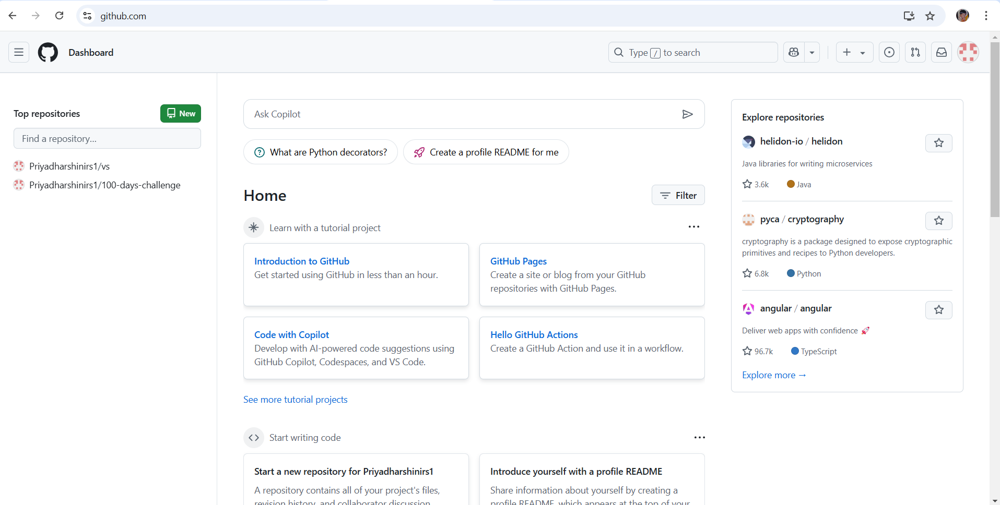 github.com
Dashboard
Type / to search
Top repositories
New
Find a repository...
Priyadharshinirs1/vs
Priyadharshinirs1/100-days-challenge
Ask Copilot
What are Python decorators?
Create a profile README for me
Home
Filter
Learn with a tutorial project
Introduction to GitHub
Get started using GitHub in less than an hour.
GitHub Pages
Create a site or blog from your GitHub
repositories with GitHub Pages.
Code with Copilot
Develop with AI-powered code suggestions using
GitHub Copilot, Codespaces, and VS Code.
Hello GitHub Actions
Create a GitHub Action and use it in a workflow.
See more tutorial projects
Start writing code
Start a new repository for Priyadharshinirs1
A repository contains all of your project's files,
revision history, and collaborator discussion.
Introduce yourself with a profile README
Share information about yourself by creating a
profile README, which appears at the top of your
Explore repositories
helidon-io / helidon
Java libraries for writing microservices
3.6k Java
pyca / cryptography
cryptography is a package designed to expose cryptographic
primitives and recipes to Python developers.
6.8k Python
angular / angular
Deliver web apps with confidence 🚀
96.7k TypeScript
Explore more →